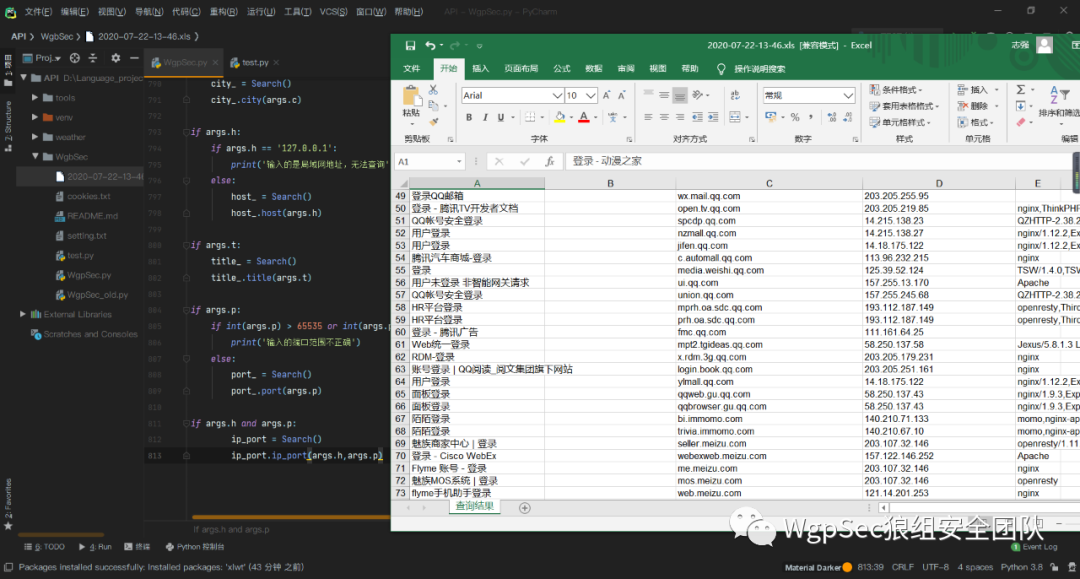 文件(F) 编辑(E) 视图(V) 导航(N) 代码(C) 重构(R) 运行(U) 工具(T) VCS(S) 窗口(W) 帮助(H) API – WgpSec.py – PyCharm
API WgpSec 2020-07-22-13-46.xls
Proj..
WgpSec.py test.py
1:
2: Structure
2: Favorites
API D:\Language_projec
tools
venv
weather
WgpSec
2020-07-22-13-46
cookies.txt
README.md
setting.txt
test.py
WgpSec.py
WgpSec_old.py
External Libraries
Scratches and Consoles
790 city_ = Search()
791 city_.city(args.c)
792
793 if args.h:
794 if args.h == '127.0.0.1':
795 print('输入的是局域网地址，无法查询'
796 else:
797 host_ = Search()
798 host_.host(args.h)
799
800 if args.t:
801 title_ = Search()
802 title_.title(args.t)
803
804 if args.p:
805 if int(args.p) > 65535 or int(args.p
806 print('输入的端口范围不正确')
807 else:
808 port_ = Search()
809 port_.port(args.p)
810
811 if args.h and args.p:
812 ip_port = Search()
813 ip_port.ip_port(args.h,args.p)
if args.h and args.p
2020-07-22-13-46.xls [兼容模式] - Excel 志强
文件 开始 插入 页面布局 公式 数据 审阅 视图 帮助 操作说明搜索
粘贴
剪贴板
Arial 10
B I U
字体
对齐方式
常规
数字
条件格式
套用表格格式
单元格样式
样式
插入
删除
格式
单元格
排序和筛选
编辑
A1 登录 - 动漫之家
A B C D E
49 登录QQ邮箱 wx.mail.qq.com 203.205.255.95
50 登录 - 腾讯TV开发者文档 open.tv.qq.com 203.205.219.85 nginx,ThinkPHP
51 QQ帐号安全登录 spcdp.qq.com 14.215.138.23 QZHTTP-2.38.2
52 用户登录 nzmall.qq.com 14.215.138.27 nginx/1.12.2,Ex
53 用户登录 jifen.qq.com 14.18.175.122 nginx/1.12.2,Ex
54 腾讯汽车商城-登录 c.automall.qq.com 113.96.232.215 nginx
55 登录 media.weishi.qq.com 125.39.52.124 TSW/1.4.0,TSW
56 用户未登录 非智能网关请求 ui.qq.com 157.255.13.170 Apache
57 QQ帐号安全登录 union.qq.com 157.255.245.68 QZHTTP-2.38.2
58 HR平台登录 mprh.oa.sdc.qq.com 193.112.187.149 openresty,Third
59 HR平台登录 prh.oa.sdc.qq.com 193.112.187.149 openresty,Third
60 登录 - 腾讯广告 fmc.qq.com 111.161.64.25
61 Web统一登录 mpt2.tgideas.qq.com 58.250.137.58 Jexus/5.8.1.3 L
62 RDM-登录 x.rdm.3g.qq.com 203.205.179.231 nginx
63 账号登录 | QQ阅读_阅文集团旗下网站 login.book.qq.com 203.205.251.161 nginx
64 用户登录 ylmall.qq.com 14.18.175.122 nginx/1.12.2,Ex
65 面板登录 qqweb.gu.qq.com 58.250.137.43 nginx/1.9.3,Exp
66 面板登录 qqbrowser.gu.qq.com 58.250.137.43 nginx/1.9.3,Exp
67 陌陌登录 bi.immomo.com 140.210.71.133 momo,nginx-ap
68 陌陌登录 trivia.immomo.com 140.210.67.10 momo,nginx-ap
69 魅族商家中心 | 登录 seller.meizu.com 203.107.32.146 openresty/1.11
70 登录 - Cisco WebEx webexweb.meizu.com 157.122.146.252 Apache
71 Flyme 账号 - 登录 me.meizu.com 203.107.32.146 nginx
72 魅族MOS系统 | 登录 mos.meizu.com 203.107.32.146 openresty
73 flyme手机助手登录 web.meizu.com 121.14.201.253 nginx
查询结果
WgpSec狼组安全团队
6: TODO 4: Run 终端 Python 控制台 1 Event Log
Packages installed successfully: Installed packages: 'xlwt' (43 分钟 之前) Material Darker 813:39 CRLF UTF-8 4 spaces Python 3.8